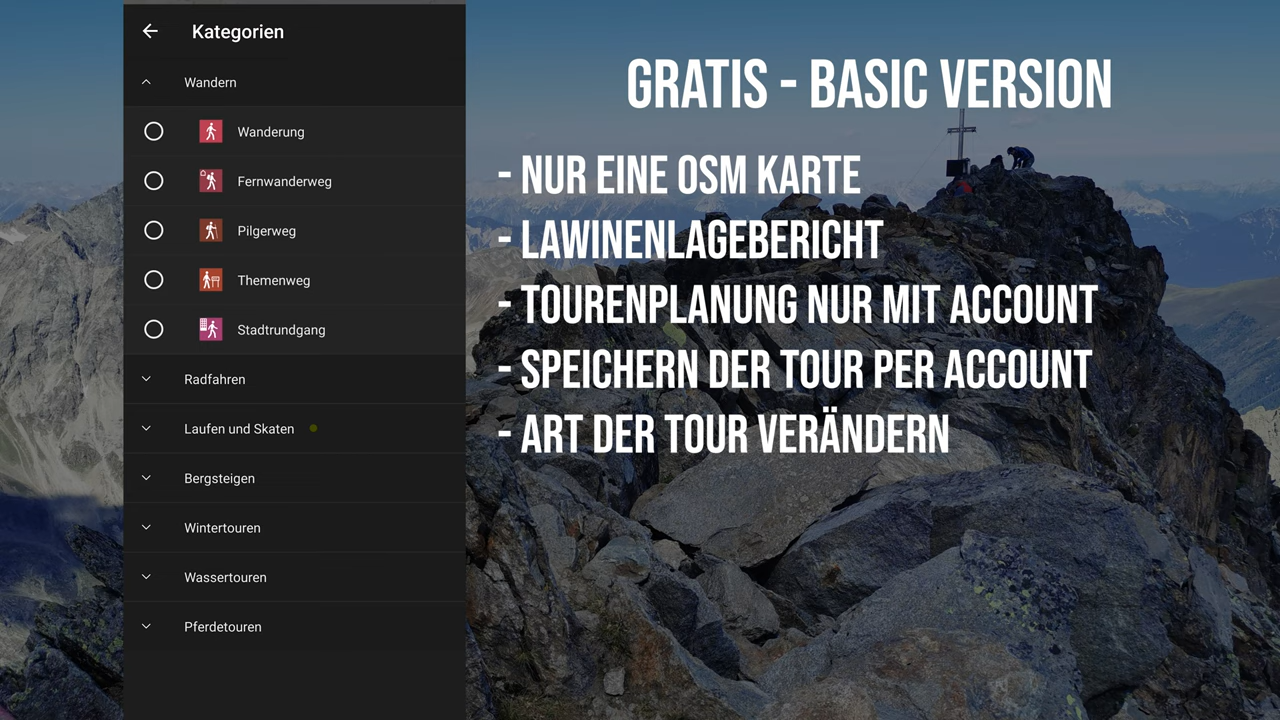 Kategorien
Wandern
Wanderung
Fernwanderweg
Pilgerweg
Themenweg
Stadtrundgang
Radfahren
Laufen und Skaten
Bergsteigen
Wintertouren
Wassertouren
Pferdetouren
GRATIS - BASIC VERSION
- NUR EINE OSM KARTE
- LAWINENLAGEBERICHT
- TOURENPLANUNG NUR MIT ACCOUNT
- SPEICHERN DER TOUR PER ACCOUNT
- ART DER TOUR VERÄNDERN